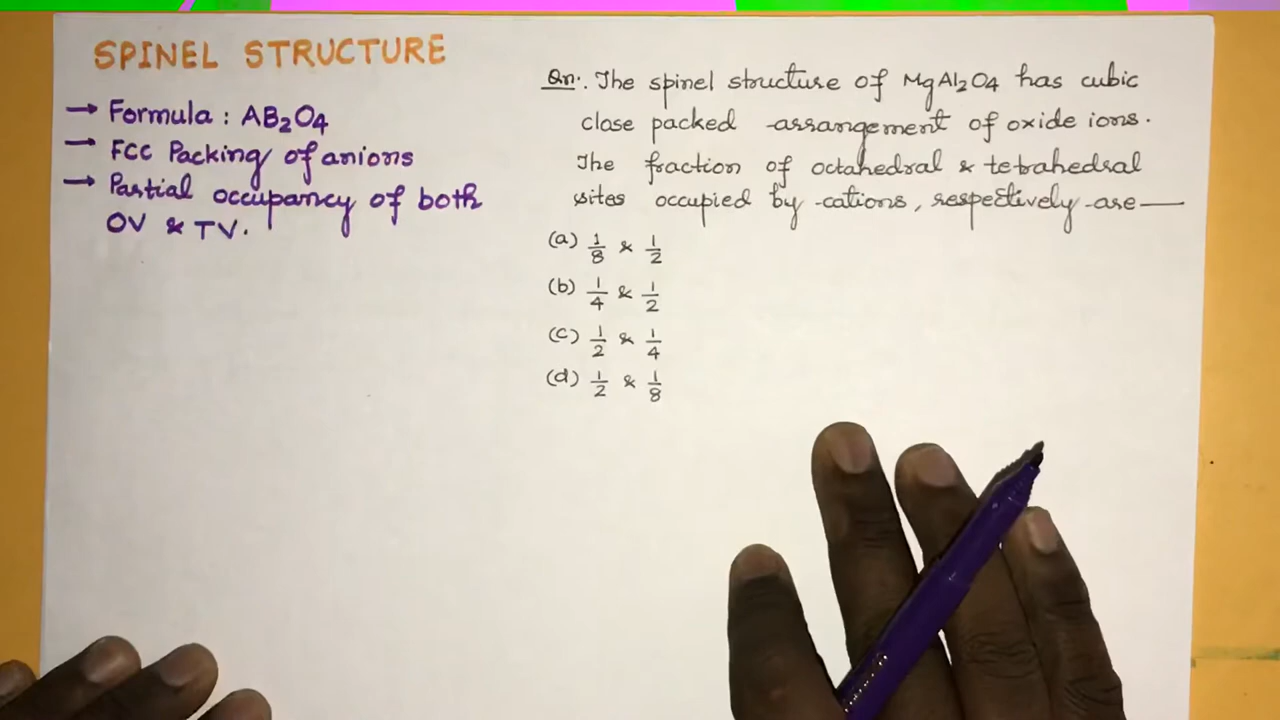 SPINEL STRUCTURE
→ Formula : AB₂O₄
→ FCC Packing of anions
→ Partial occupancy of both
OV & TV.
Qn:. The spinel structure of MgAl₂O₄ has cubic
close packed arrangement of oxide ions.
The fraction of octahedral & tetrahedral
sites occupied by cations, respectively are —
(a) 1/8 & 1/2
(b) 1/4 & 1/2
(c) 1/2 & 1/4
(d) 1/2 & 1/8